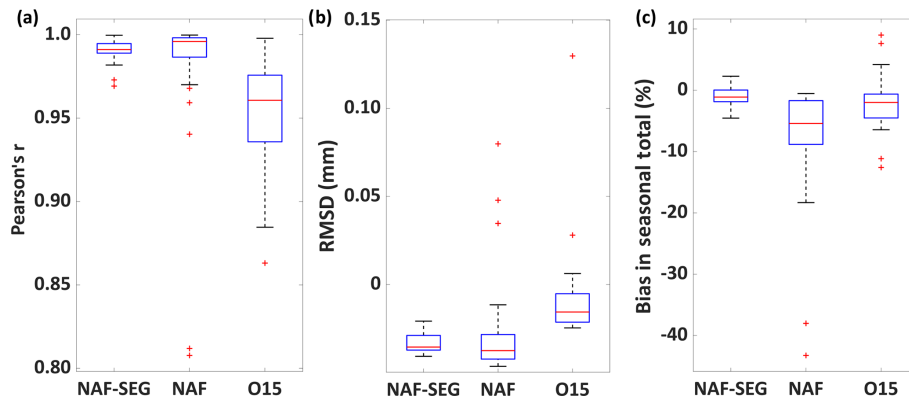 (a)
Pearson's r
1.0
0.95
0.90
0.85
0.80
NAF-SEG NAF O15
(b)
RMSD (mm)
0.15
0.10
0.05
0
NAF-SEG NAF O15
(c)
Bias in seasonal total (%)
10
0
-10
-20
-30
-40
NAF-SEG NAF O15